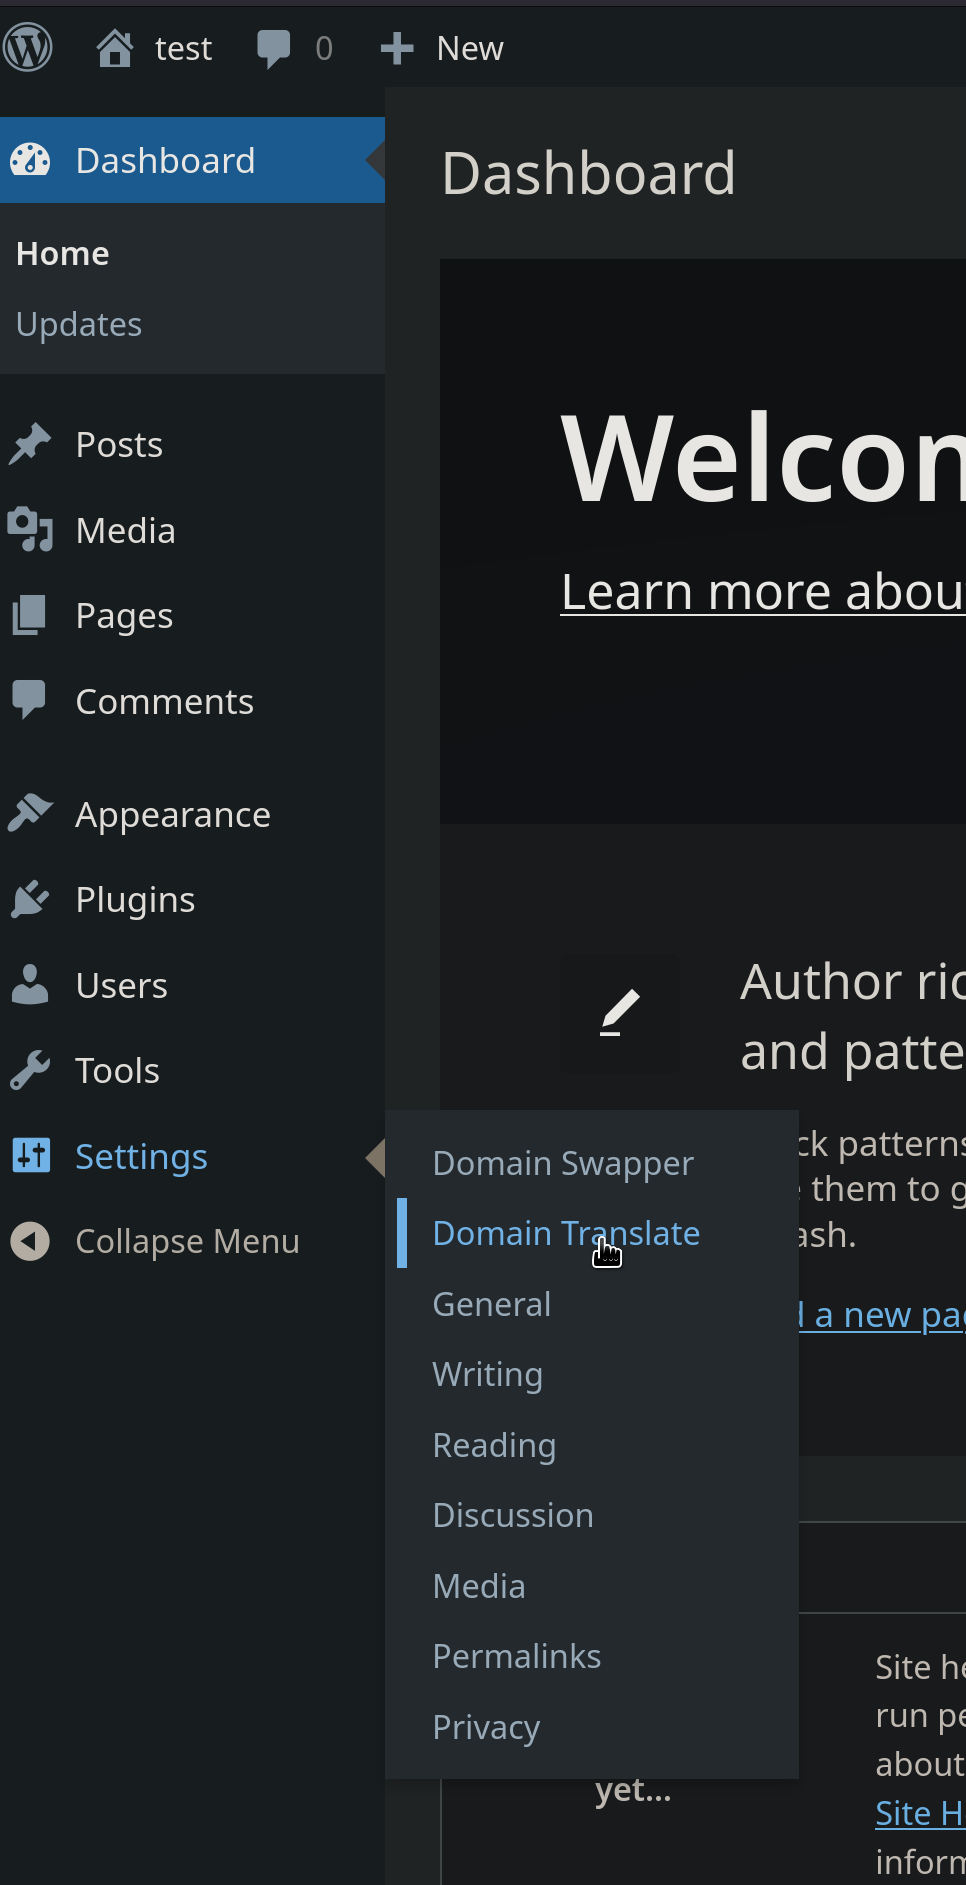 test 0 New
Dashboard
Home
Updates
Posts
Media
Pages
Comments
Appearance
Plugins
Users
Tools
Settings
Collapse Menu
Domain Swapper
Domain Translate
General
Writing
Reading
Discussion
Media
Permalinks
Privacy
Dashboard
Welcom
Learn more abou
Author ric
and patte
ck patterns
them to g
ash.
d a new pag
yet...
Site he
run pe
about
Site H
inform